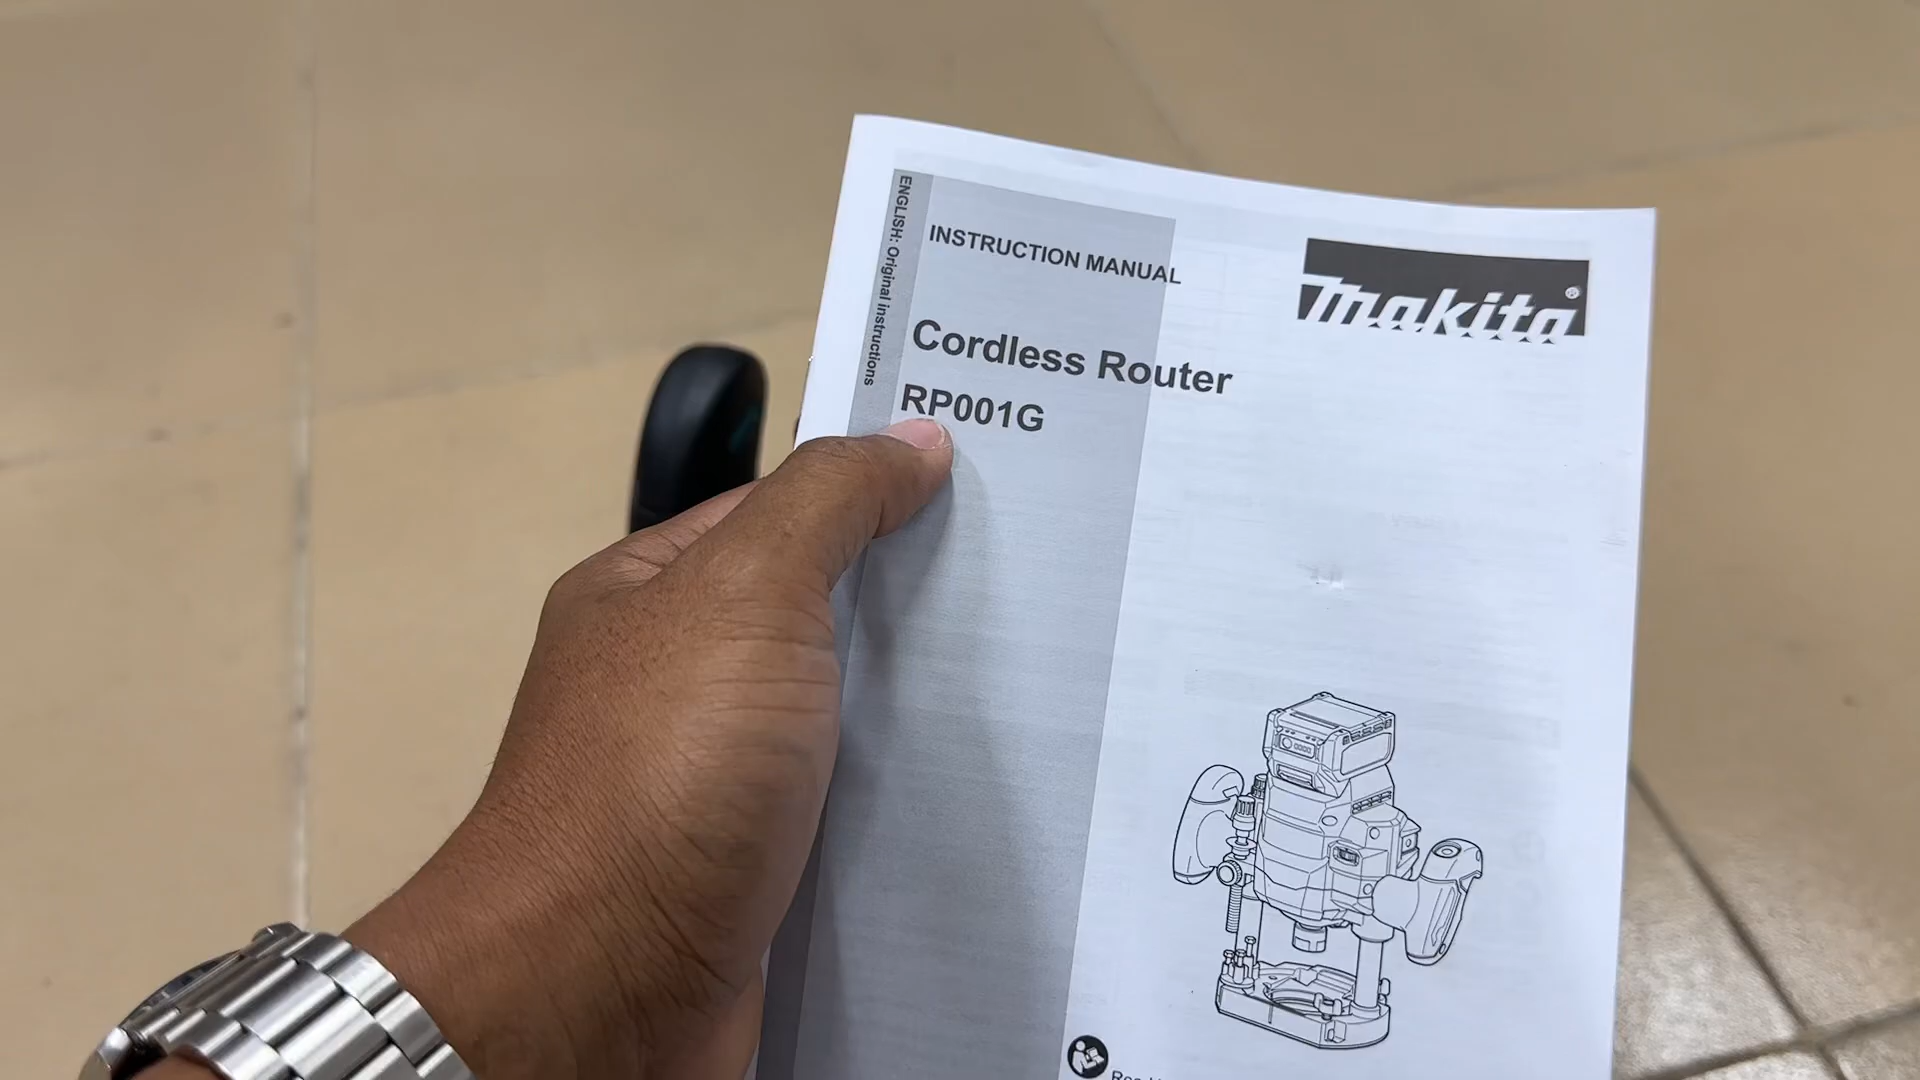 ENGLISH: Original instructions
INSTRUCTION MANUAL
makita®
Cordless Router
RP001G